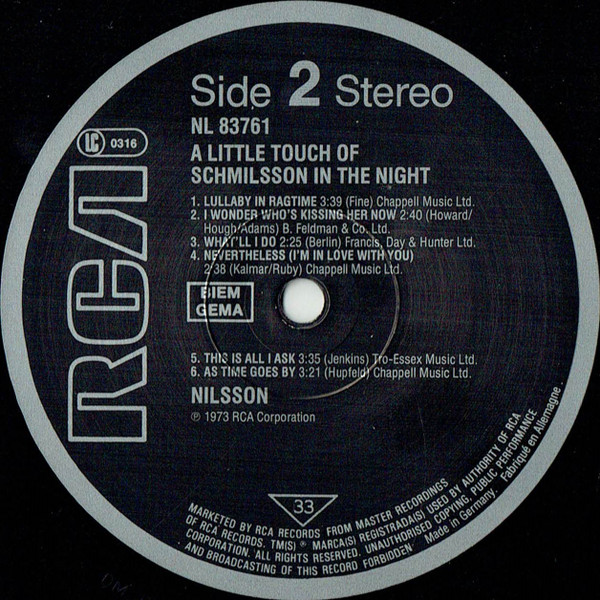 Side 2 Stereo
NL 83761
LC 0316
A LITTLE TOUCH OF
SCHMILSSON IN THE NIGHT
RCA
1. LULLABY IN RAGTIME 3:39 (Fine) Chappell Music Ltd.
2. I WONDER WHO'S KISSING HER NOW 2:40 (Howard/
Hough/Adams) B. Feldman & Co. Ltd.
3. WHAT'LL I DO 2:25 (Berlin) Francis, Day & Hunter Ltd.
4. NEVERTHELESS (I'M IN LOVE WITH YOU)
2:38 (Kalmar/Ruby) Chappell Music Ltd.
BIEM
GEMA
5. THIS IS ALL I ASK 3:35 (Jenkins) Tro-Essex Music Ltd.
6. AS TIME GOES BY 3:21 (Hupfeld) Chappell Music Ltd.
NILSSON
℗ 1973 RCA Corporation
33
MARKETED BY RCA RECORDS FROM MASTER RECORDINGS
OF RCA RECORDS. TM(S) ® MARCA(S) REGISTRADA(S) USED BY AUTHORITY OF RCA
CORPORATION. ALL RIGHTS RESERVED. UNAUTHORISED COPYING, PUBLIC PERFORMANCE
AND BROADCASTING OF THIS RECORD FORBIDDEN Made in Germany. Fabriqué en Allemagne.